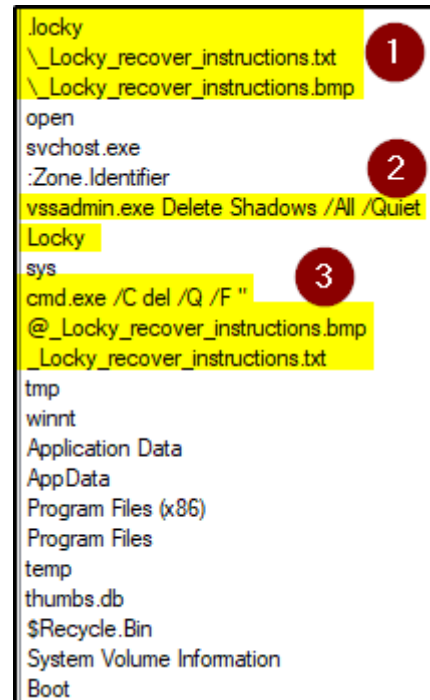 .locky
\_Locky_recover_instructions.txt
\_Locky_recover_instructions.bmp
1
open
svchost.exe
:Zone.Identifier
2
vssadmin.exe Delete Shadows /All /Quiet
Locky
sys
3
cmd.exe /C del /Q /F "
@_Locky_recover_instructions.bmp
_Locky_recover_instructions.txt
tmp
winnt
Application Data
AppData
Program Files (x86)
Program Files
temp
thumbs.db
$Recycle.Bin
System Volume Information
Boot